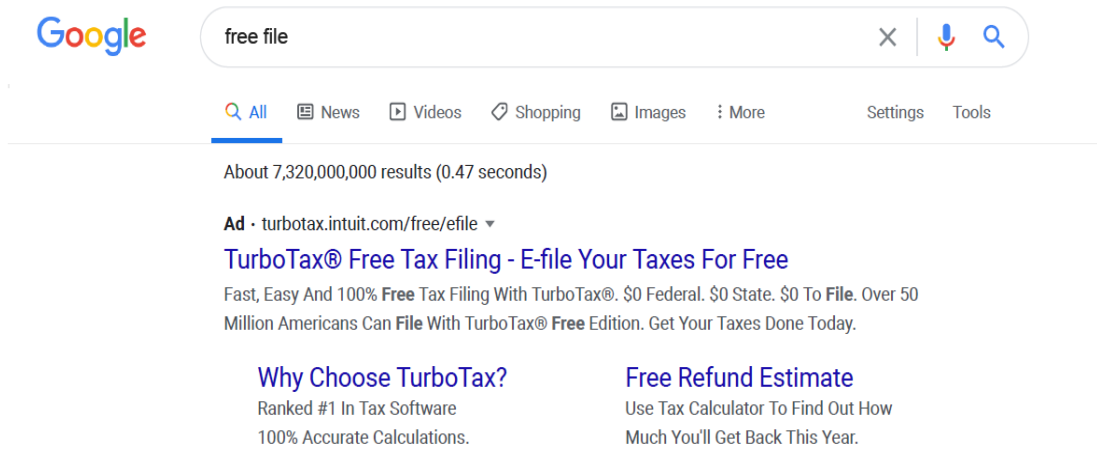 Google
free file
All News Videos Shopping Images More Settings Tools
About 7,320,000,000 results (0.47 seconds)
Ad · turbotax.intuit.com/free/efile
TurboTax® Free Tax Filing - E-file Your Taxes For Free
Fast, Easy And 100% Free Tax Filing With TurboTax®. $0 Federal. $0 State. $0 To File. Over 50
Million Americans Can File With TurboTax® Free Edition. Get Your Taxes Done Today.
Why Choose TurboTax?
Ranked #1 In Tax Software
100% Accurate Calculations.
Free Refund Estimate
Use Tax Calculator To Find Out How
Much You'll Get Back This Year.